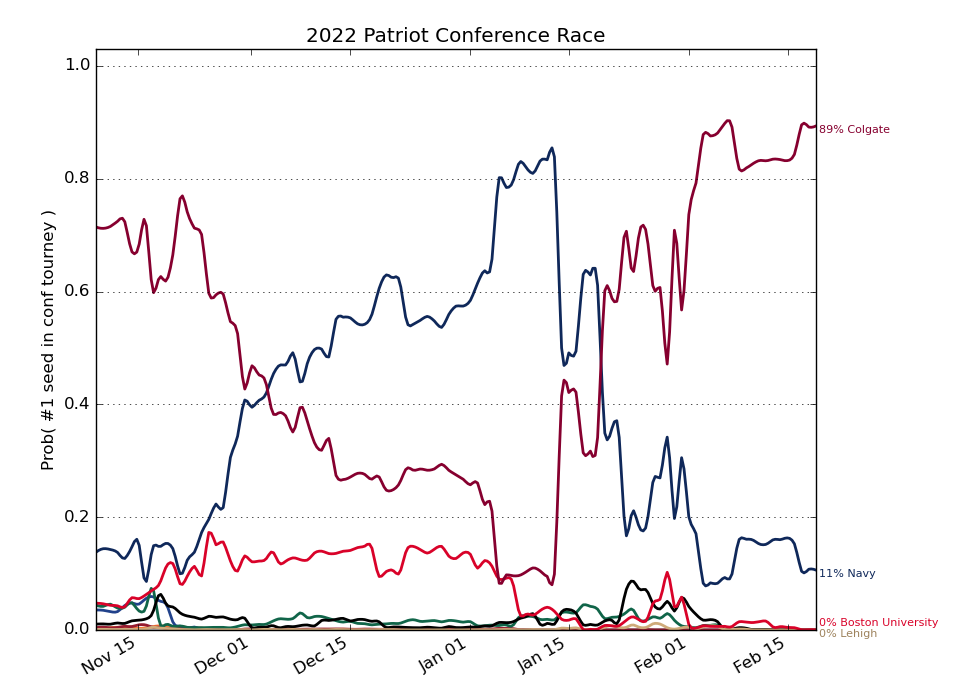 2022 Patriot Conference Race
Prob( #1 seed in conf tourney )
1.0
0.8
0.6
0.4
0.2
0.0
Nov 15
Dec 01
Dec 15
Jan 01
Jan 15
Feb 01
Feb 15
89% Colgate
11% Navy
0% Boston University
0% Lehigh